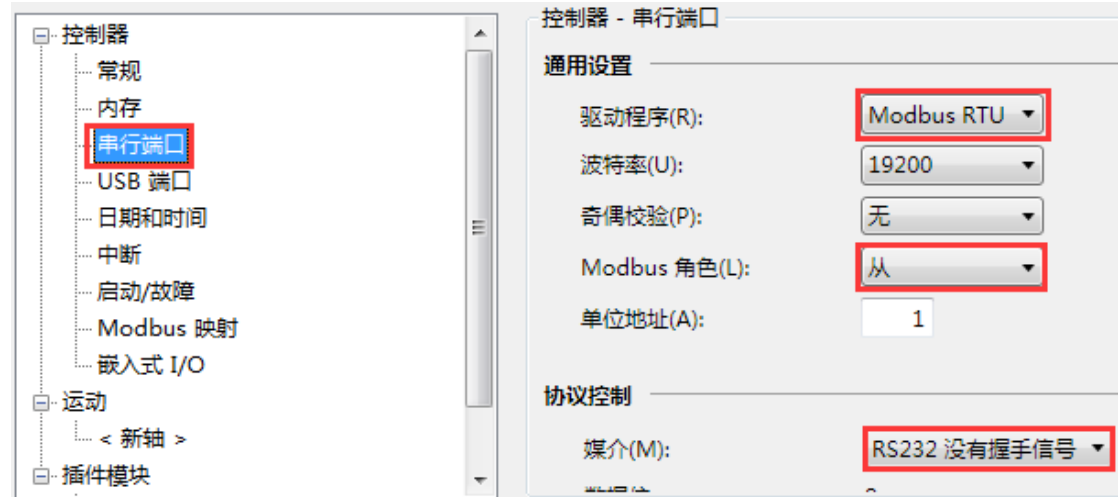 控制器
常规
内存
串行端口
USB 端口
日期和时间
中断
启动/故障
Modbus 映射
嵌入式 I/O
运动
< 新轴 >
插件模块
控制器 - 串行端口
通用设置
驱动程序(R): Modbus RTU
波特率(U): 19200
奇偶校验(P): 无
Modbus 角色(L): 从
单位地址(A): 1
协议控制
媒介(M): RS232 没有握手信号